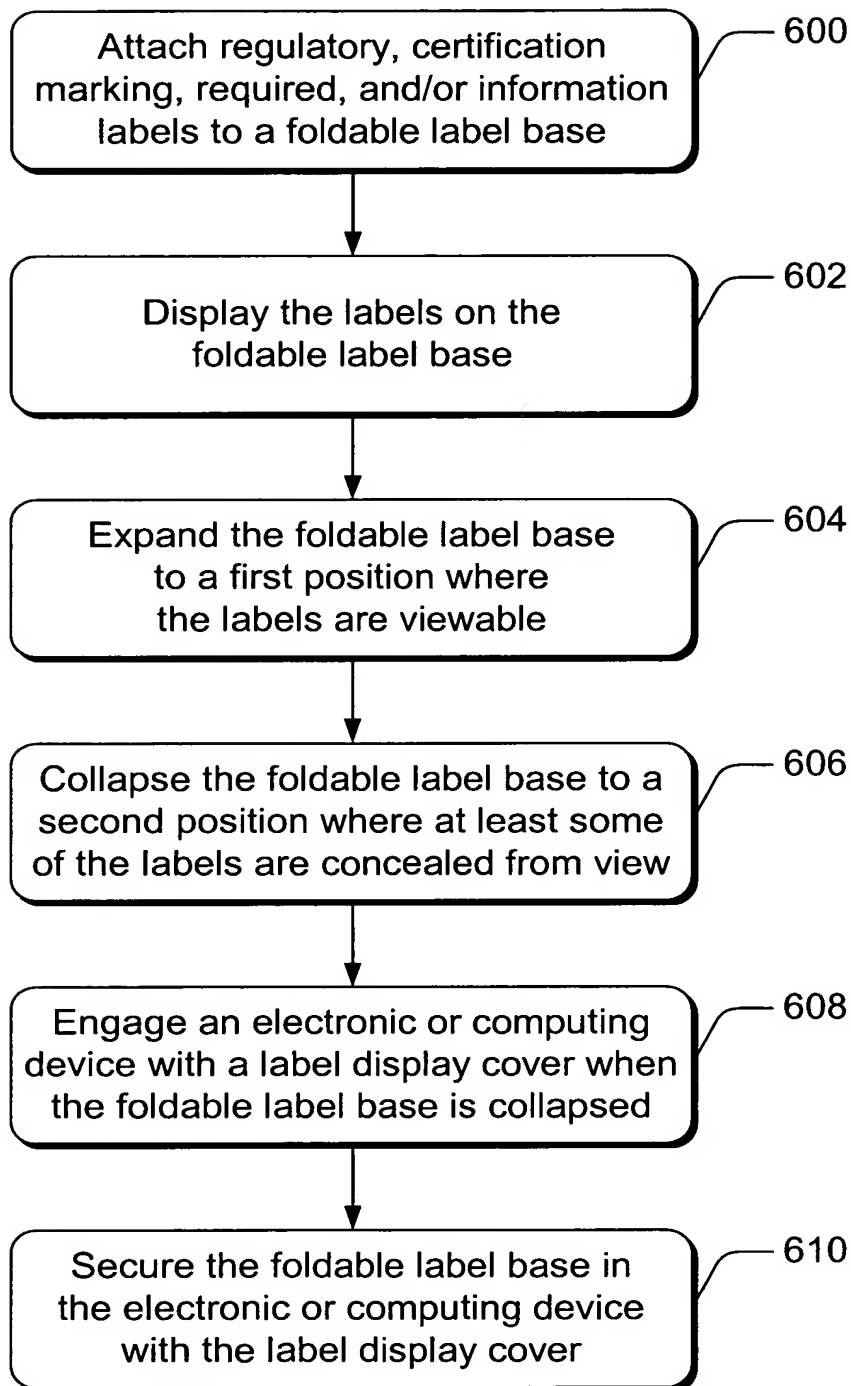 Attach regulatory, certification
marking, required, and/or information
labels to a foldable label base
600
Display the labels on the
foldable label base
602
Expand the foldable label base
to a first position where
the labels are viewable
604
Collapse the foldable label base to a
second position where at least some
of the labels are concealed from view
606
Engage an electronic or computing
device with a label display cover when
the foldable label base is collapsed
608
Secure the foldable label base in
the electronic or computing device
with the label display cover
610